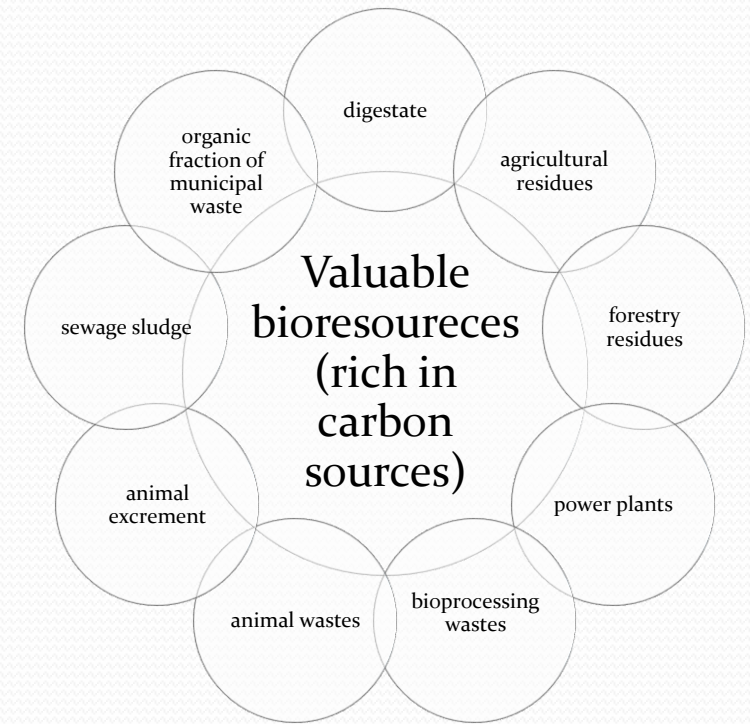 digestate
agricultural
residues
forestry
residues
power plants
bioprocessing
wastes
animal wastes
animal
excrement
sewage sludge
organic
fraction of
municipal
waste
Valuable
bioresoureces
(rich in
carbon
sources)